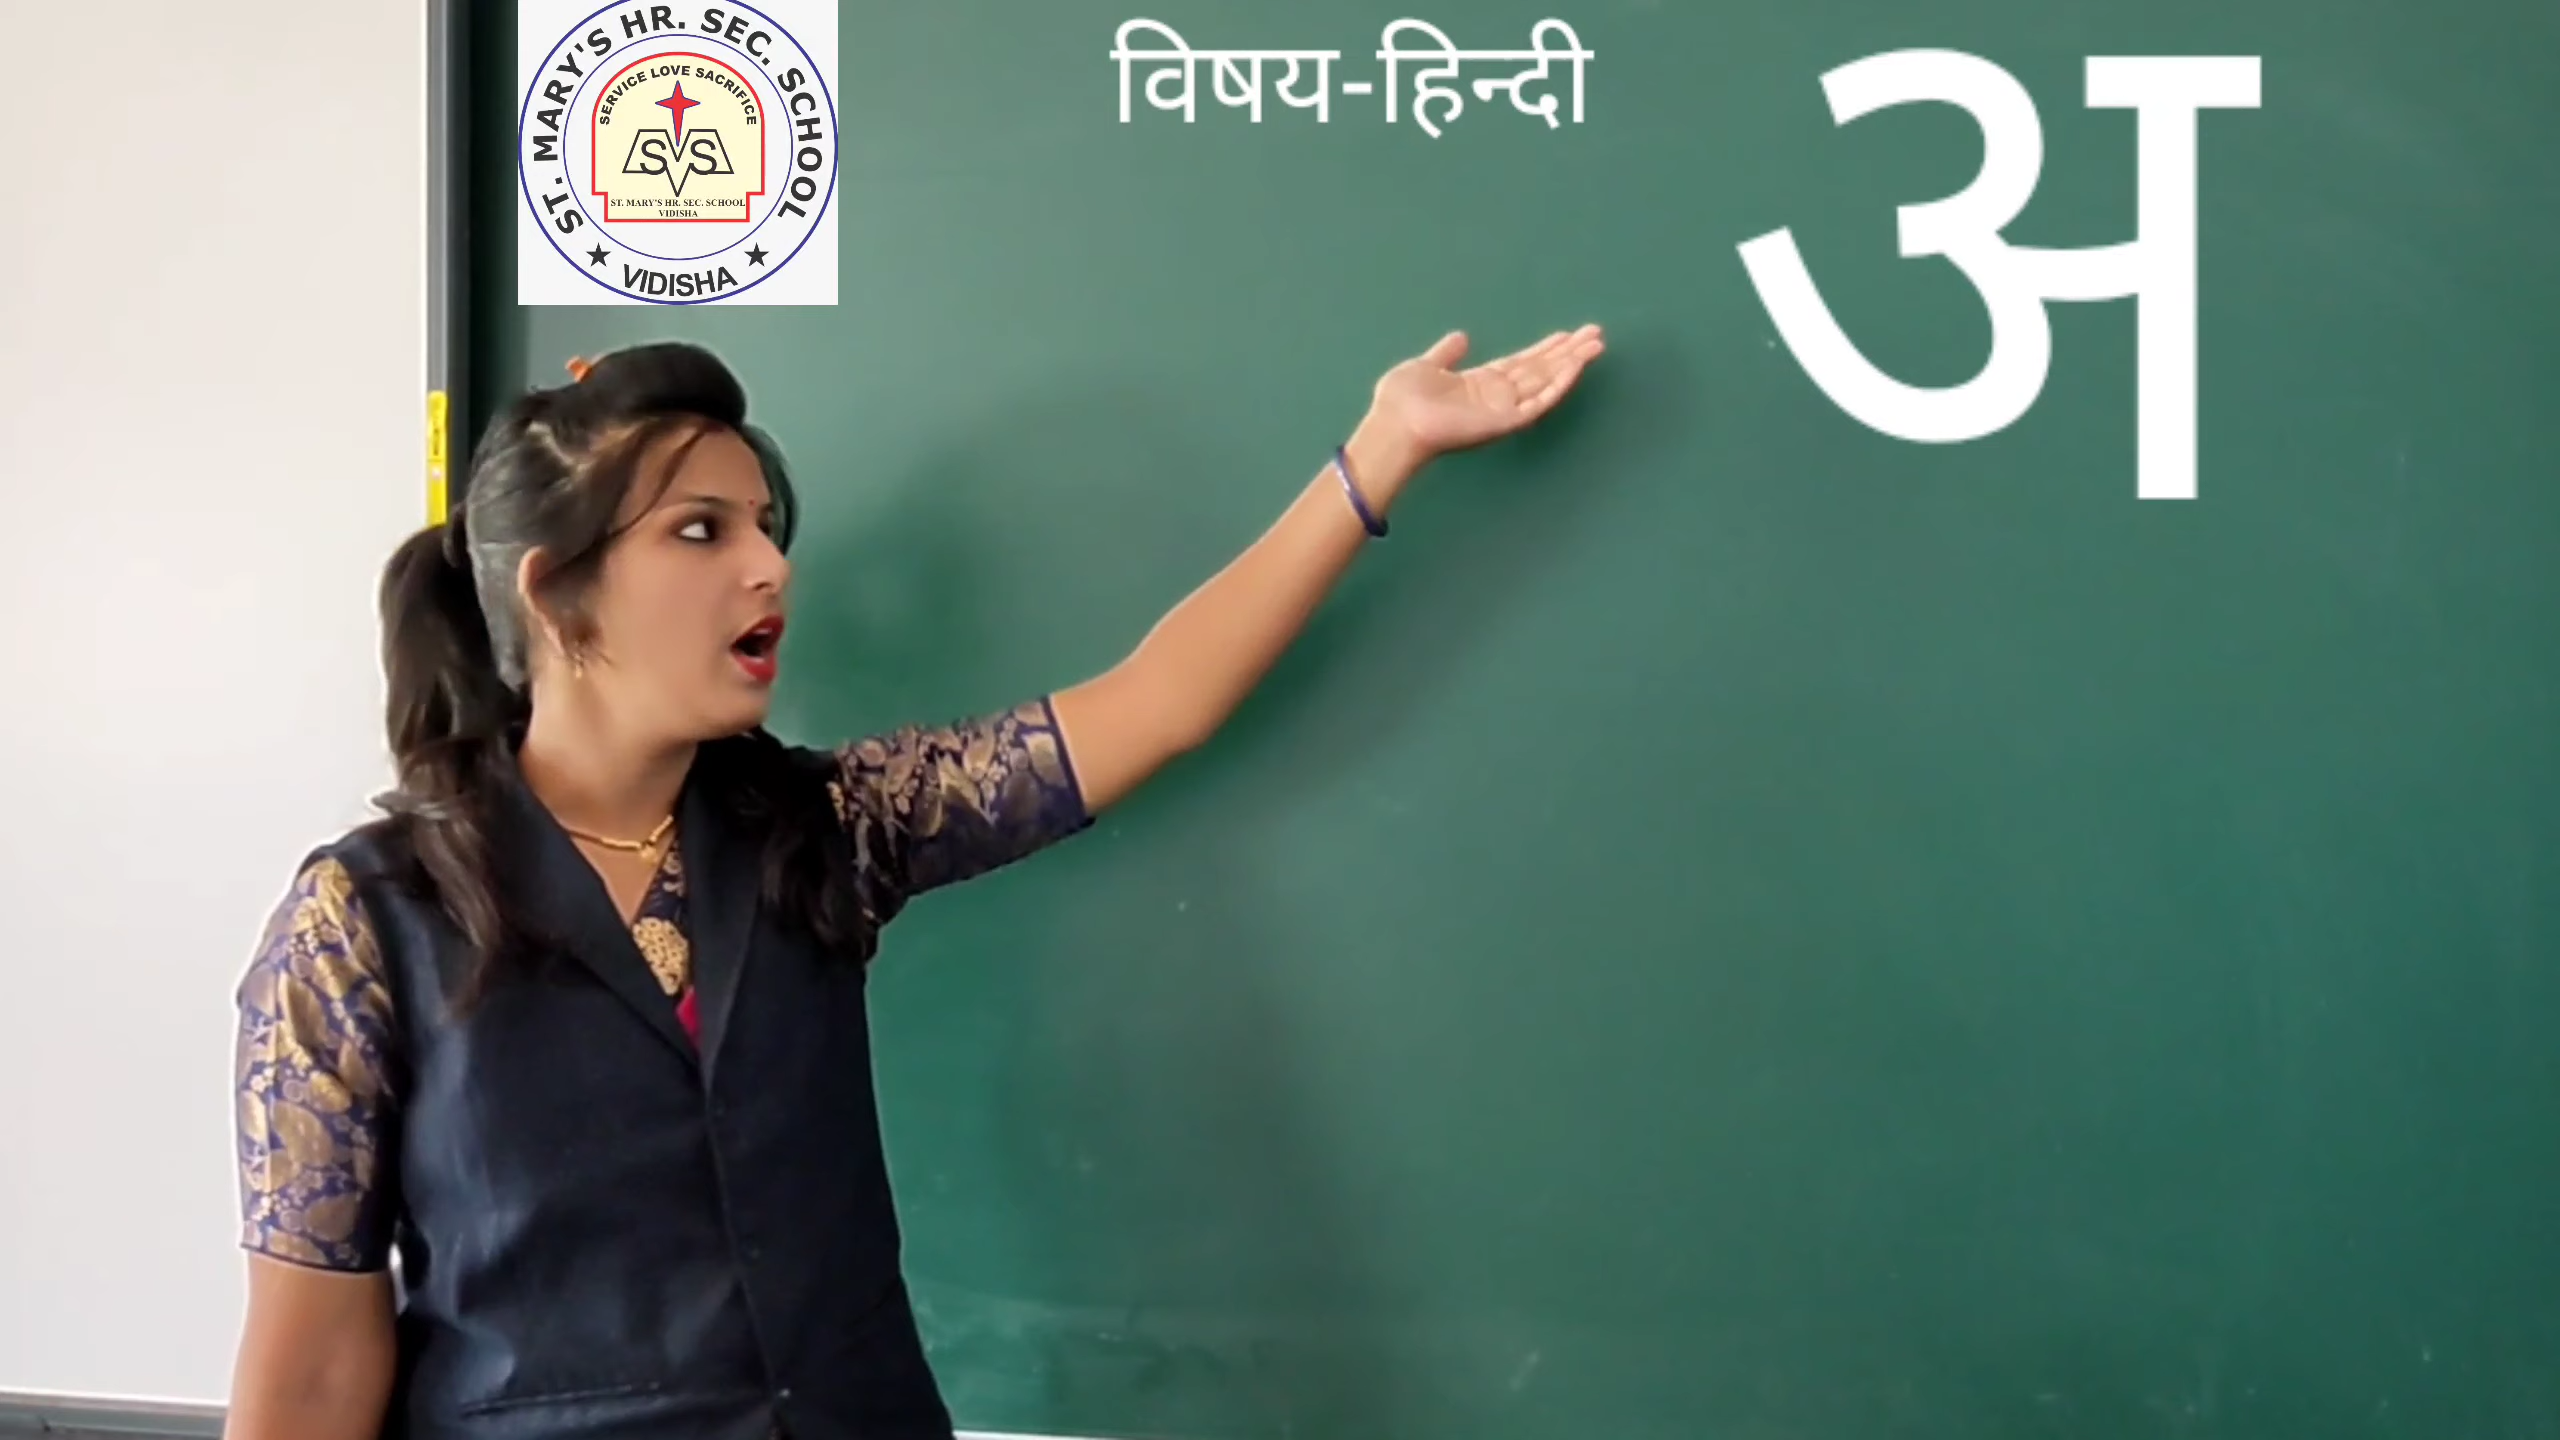 ST. MARY'S HR. SEC. SCHOOL
SERVICE LOVE SACRIFICE
SVS
ST. MARY'S HR. SEC. SCHOOL
VIDISHA
★ VIDISHA ★
विषय-हिन्दी
अ